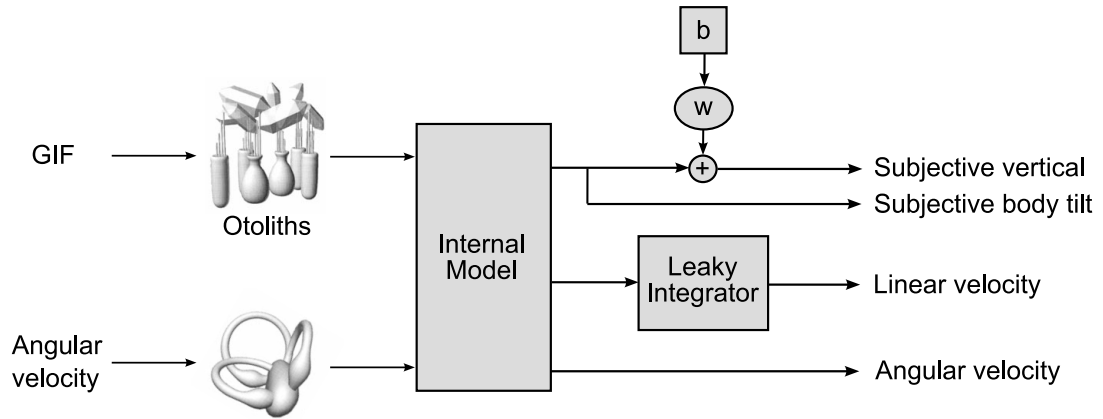 b
w
GIF
+
Subjective vertical
Subjective body tilt
Otoliths
Internal
Model
Leaky
Integrator
Linear velocity
Angular
velocity
Angular velocity